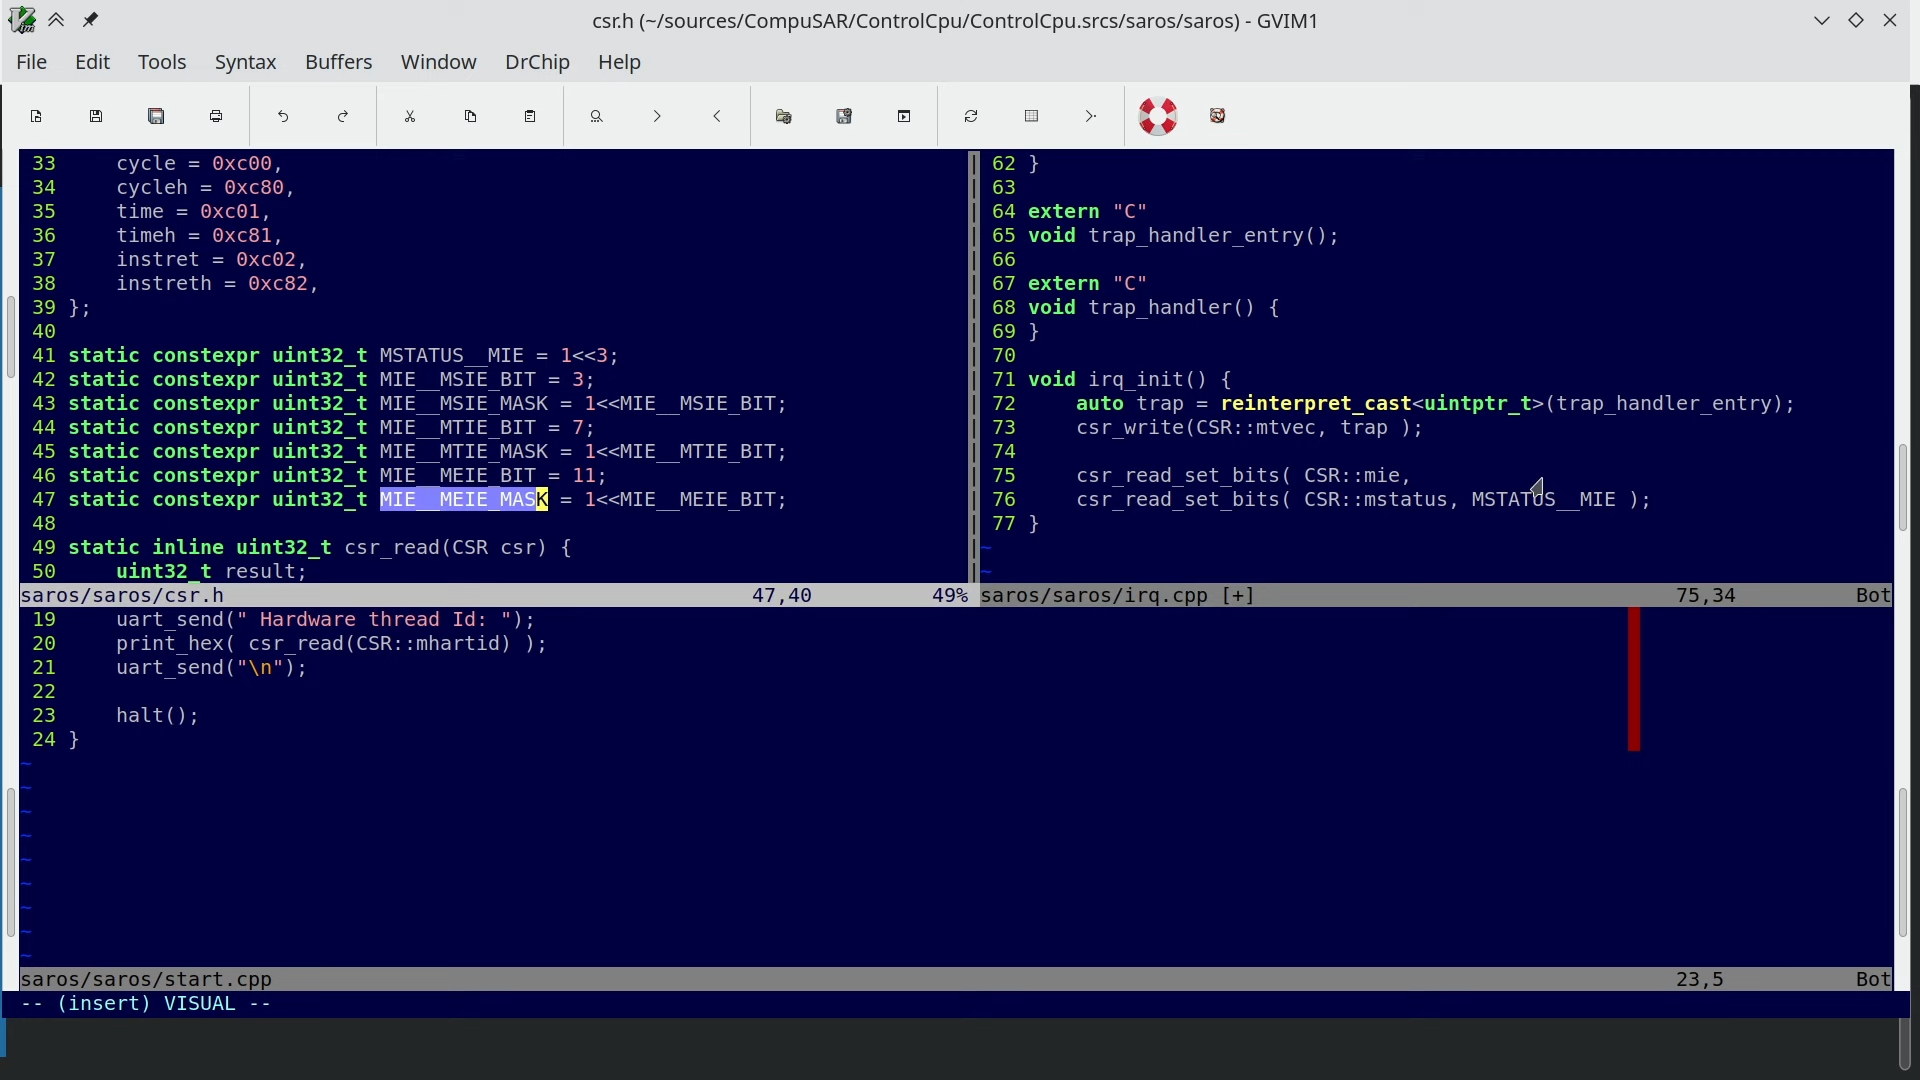 csr.h (~/sources/CompuSAR/ControlCpu/ControlCpu.srcs/saros/saros) - GVIM1
File Edit Tools Syntax Buffers Window DrChip Help
33     cycle = 0xc00,
34     cycleh = 0xc80,
35     time = 0xc01,
36     timeh = 0xc81,
37     instret = 0xc02,
38     instreth = 0xc82,
39 };
40
41 static constexpr uint32_t MSTATUS__MIE = 1<<3;
42 static constexpr uint32_t MIE__MSIE_BIT = 3;
43 static constexpr uint32_t MIE__MSIE_MASK = 1<<MIE__MSIE_BIT;
44 static constexpr uint32_t MIE__MTIE_BIT = 7;
45 static constexpr uint32_t MIE__MTIE_MASK = 1<<MIE__MTIE_BIT;
46 static constexpr uint32_t MIE__MEIE_BIT = 11;
47 static constexpr uint32_t MIE__MEIE_MASK = 1<<MIE__MEIE_BIT;
48
49 static inline uint32_t csr_read(CSR csr) {
50     uint32_t result;
saros/saros/csr.h 47,40 49%
62 }
63
64 extern "C"
65 void trap_handler_entry();
66
67 extern "C"
68 void trap_handler() {
69 }
70
71 void irq_init() {
72     auto trap = reinterpret_cast<uintptr_t>(trap_handler_entry);
73     csr_write(CSR::mtvec, trap );
74
75     csr_read_set_bits( CSR::mie,
76     csr_read_set_bits( CSR::mstatus, MSTATUS__MIE );
77 }
~
~
saros/saros/irq.cpp [+] 75,34 Bot
19     uart_send(" Hardware thread Id: ");
20     print_hex( csr_read(CSR::mhartid) );
21     uart_send("\n");
22
23     halt();
24 }
~
~
~
~
~
~
~
~
~
saros/saros/start.cpp 23,5 Bot
-- (insert) VISUAL --